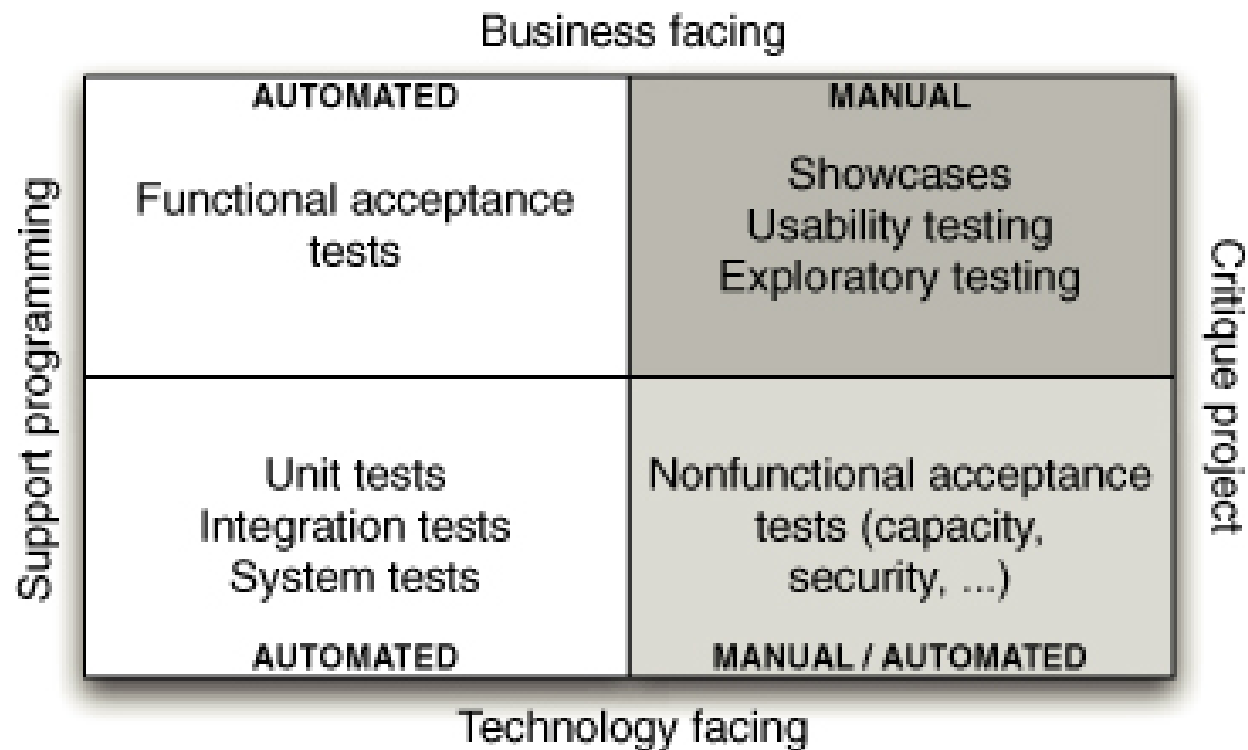 Business facing
AUTOMATED
Functional acceptance
tests
MANUAL
Showcases
Usability testing
Exploratory testing
Support programming
Critique project
Unit tests
Integration tests
System tests
AUTOMATED
Nonfunctional acceptance
tests (capacity,
security, ...)
MANUAL / AUTOMATED
Technology facing